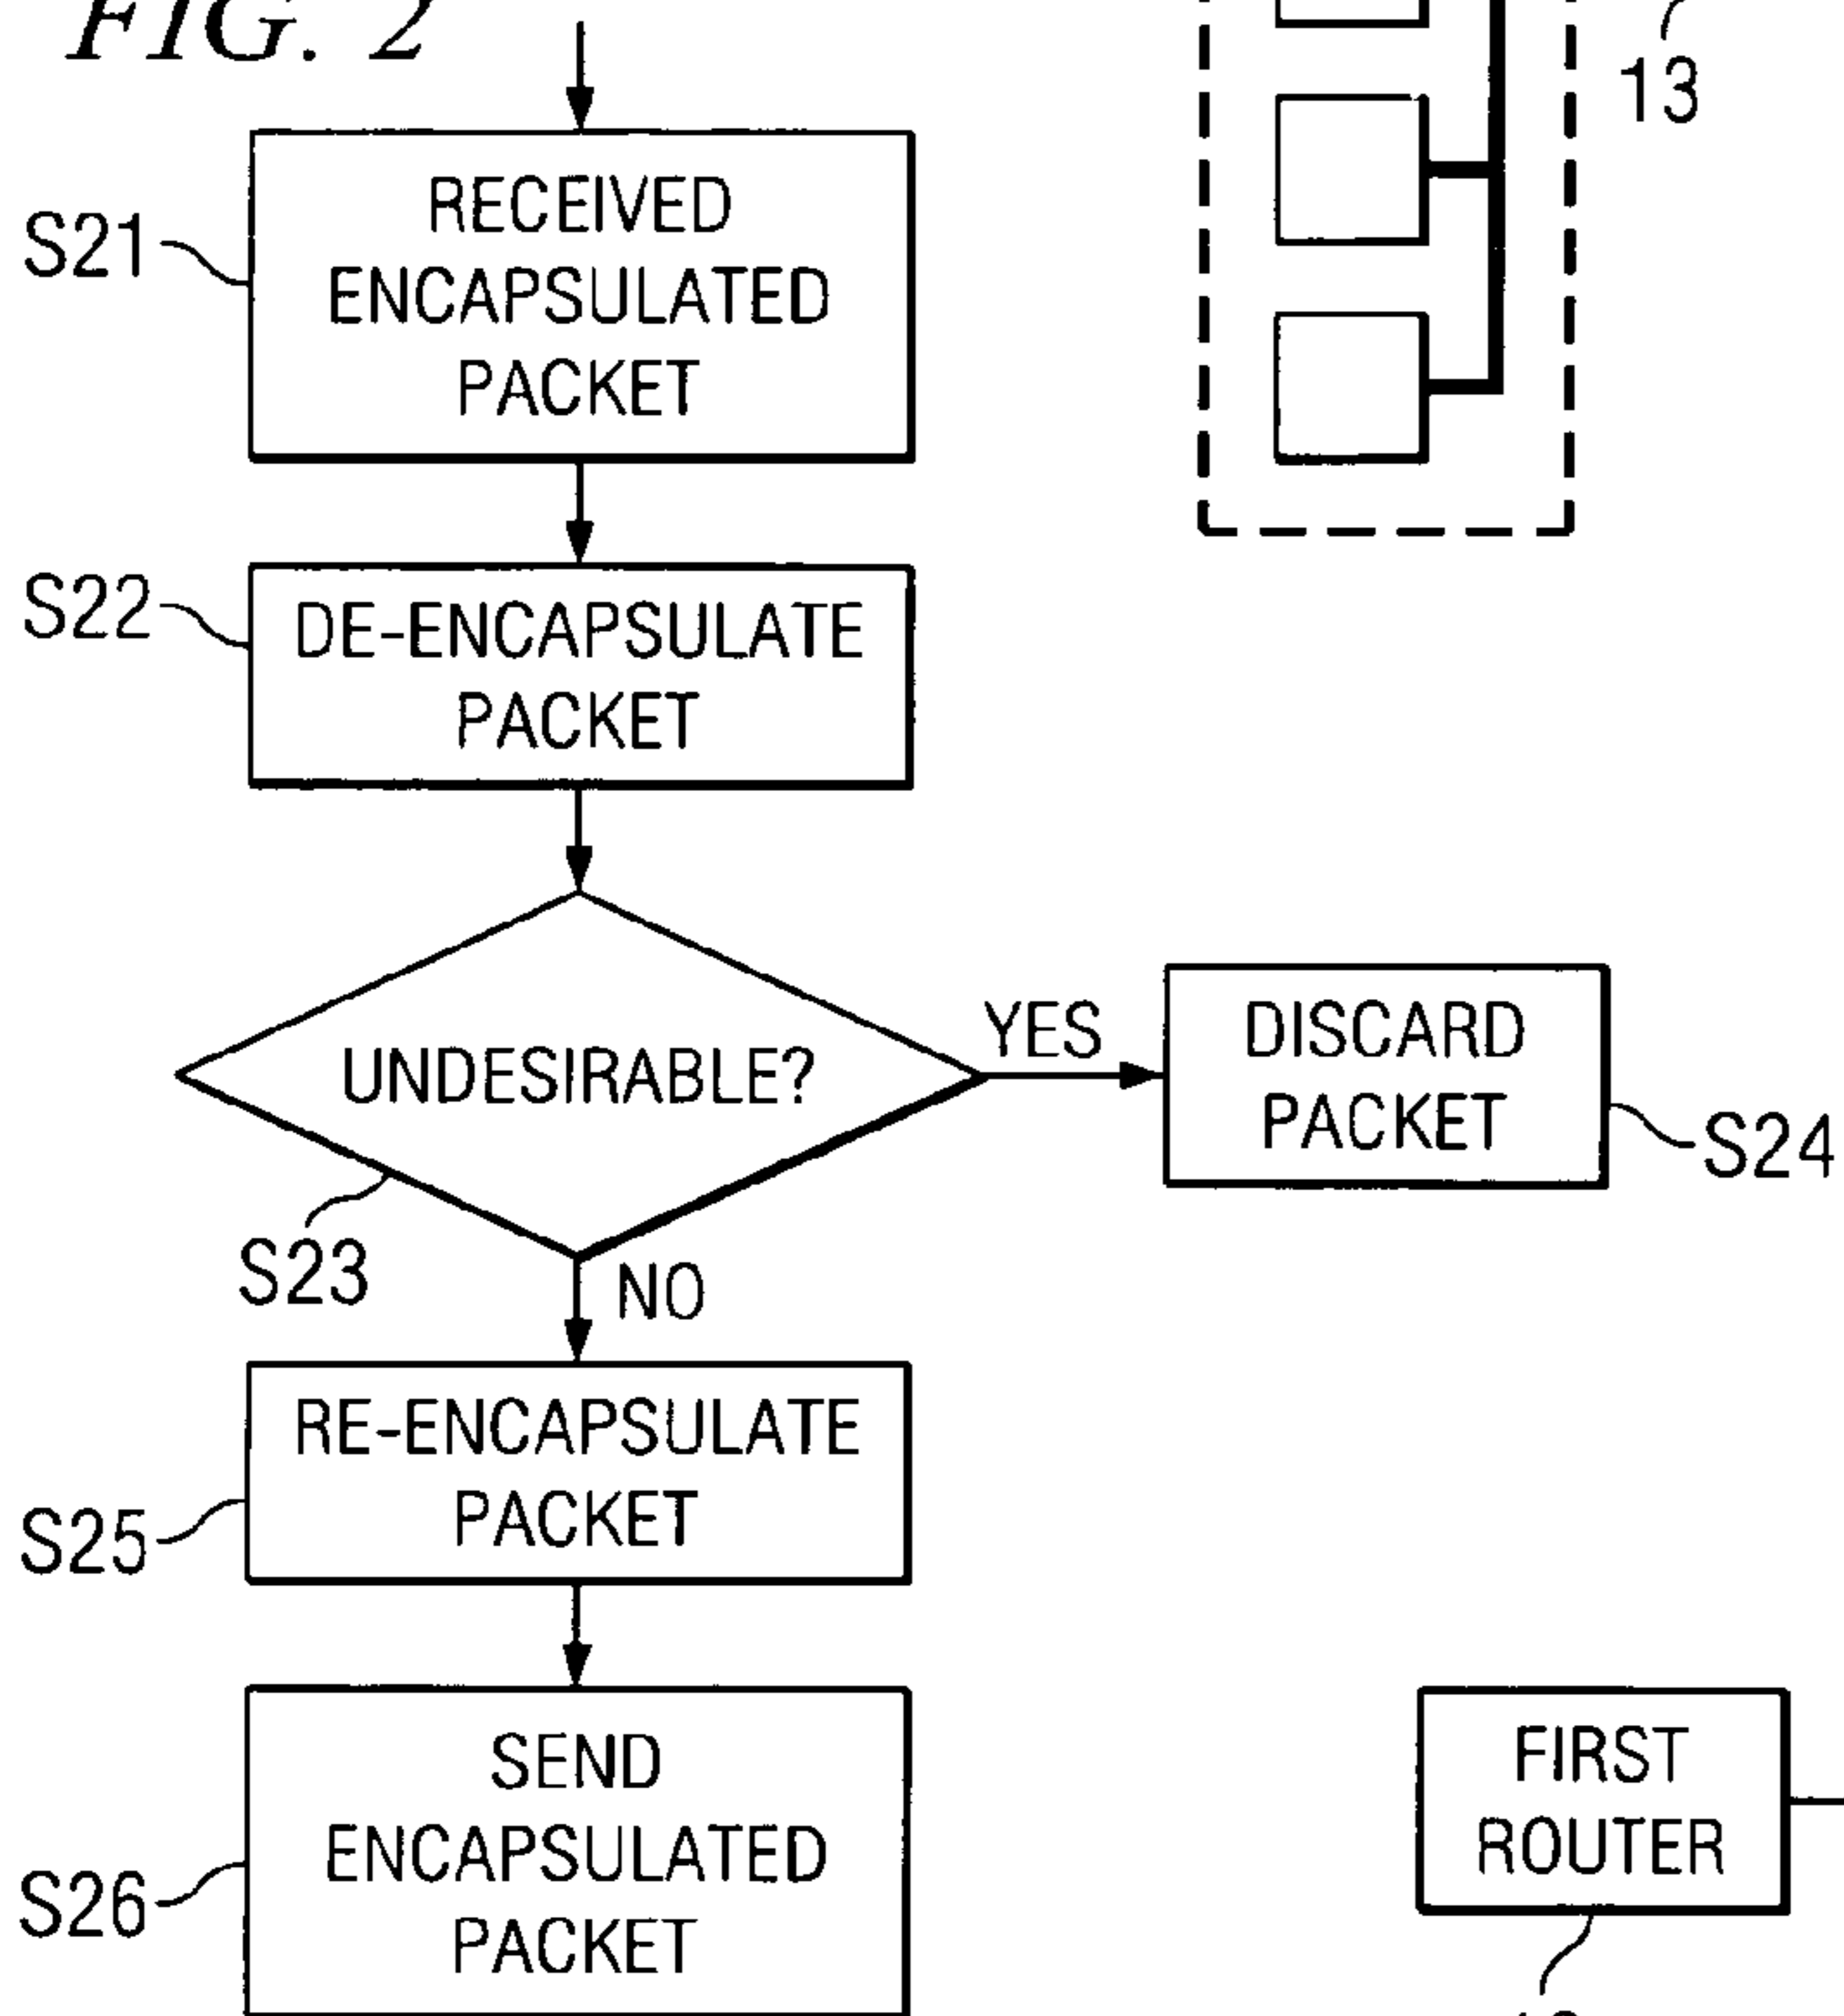 FIG. 2
13
S21
RECEIVED
ENCAPSULATED
PACKET
S22
DE-ENCAPSULATE
PACKET
UNDESIRABLE?
YES
DISCARD
PACKET
S24
S23
NO
RE-ENCAPSULATE
PACKET
S25
SEND
ENCAPSULATED
PACKET
S26
FIRST
ROUTER